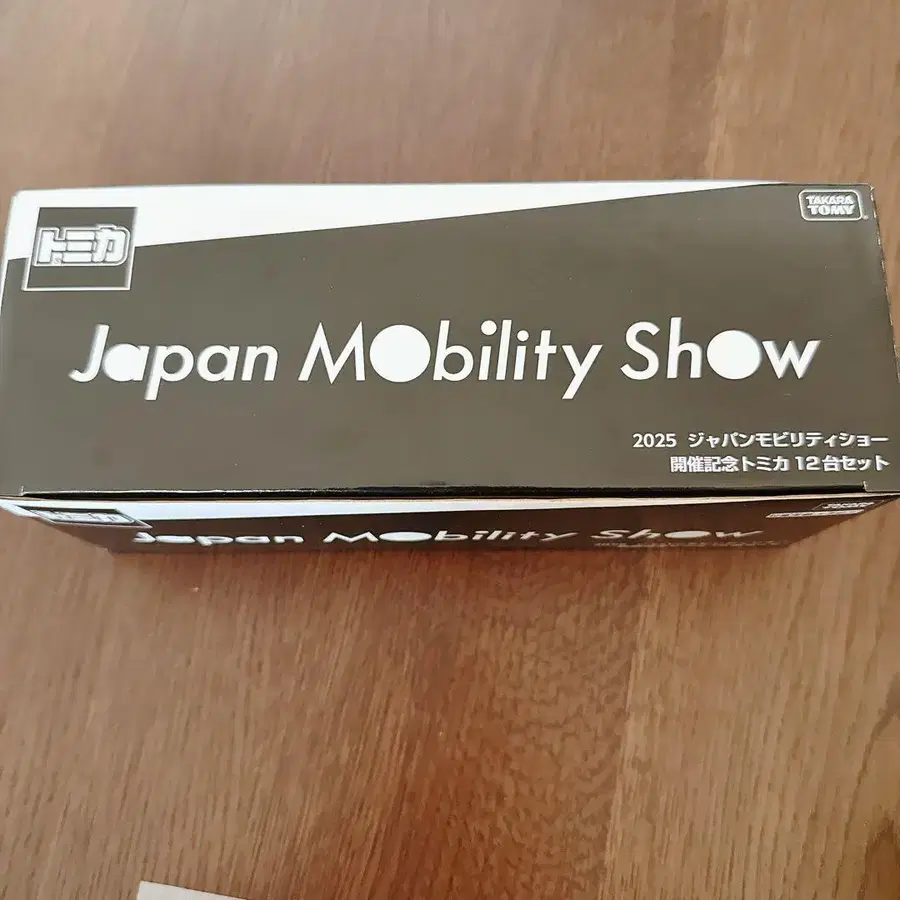 トミカ
TAKARA TOMY
Japan MObility ShOw
2025 ジャパンモビリティショー
開催記念トミカ 12台セット
Japan MObility ShOw